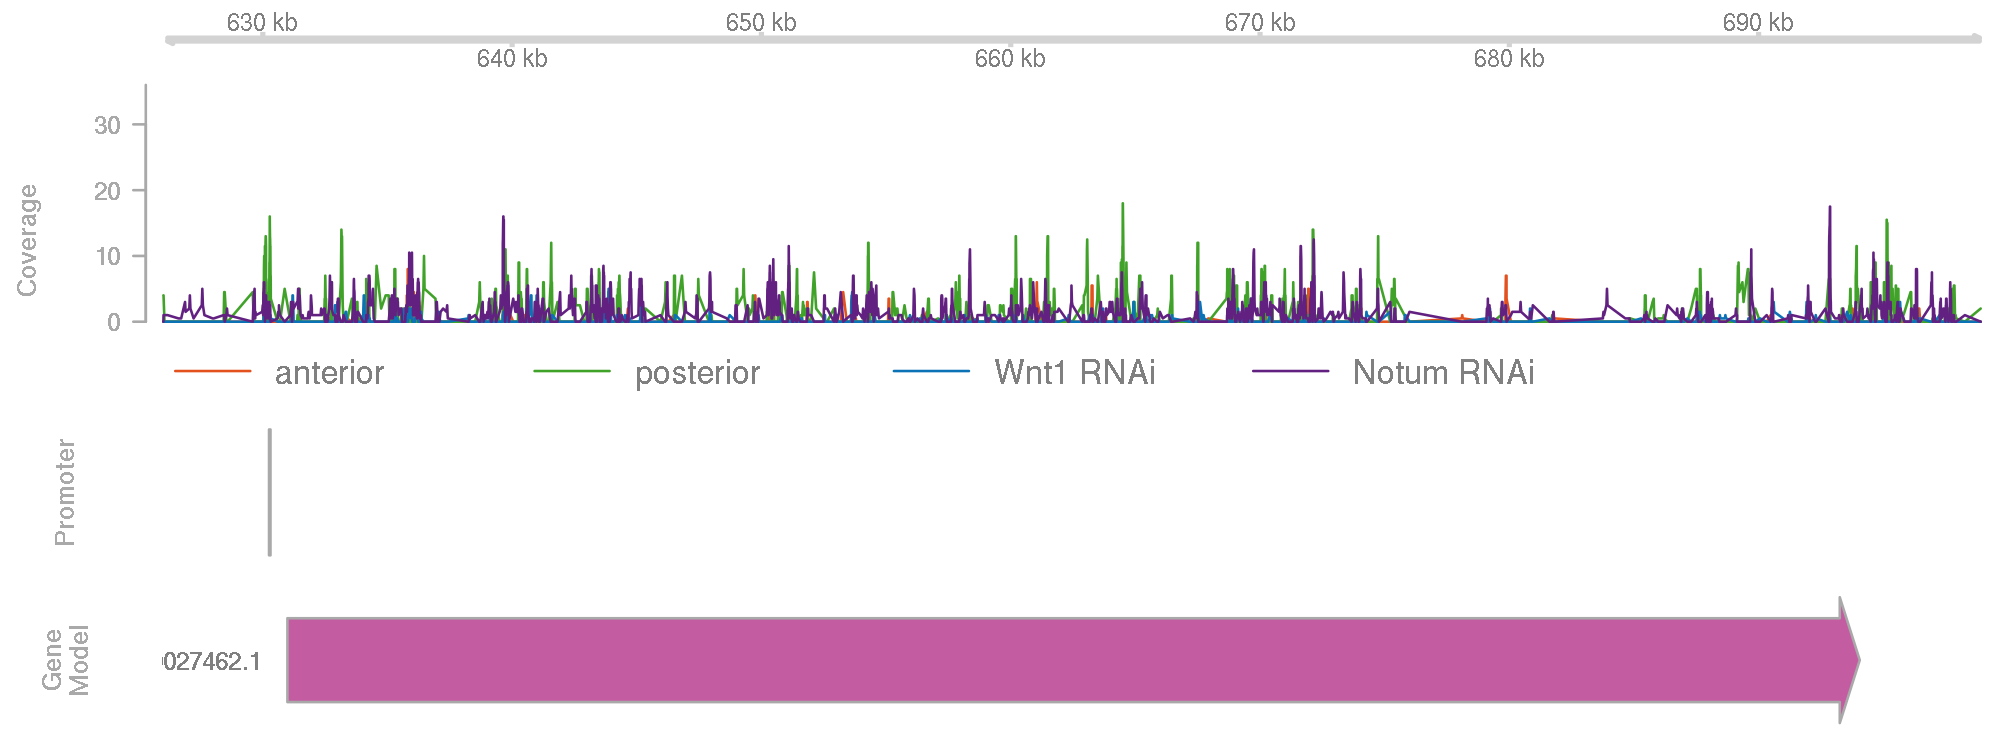 630 kb 650 kb 670 kb 690 kb
640 kb 660 kb 680 kb
Coverage
30
20
10
0
anterior posterior Wnt1 RNAi Notum RNAi
Promoter
Gene
Model
027462.1